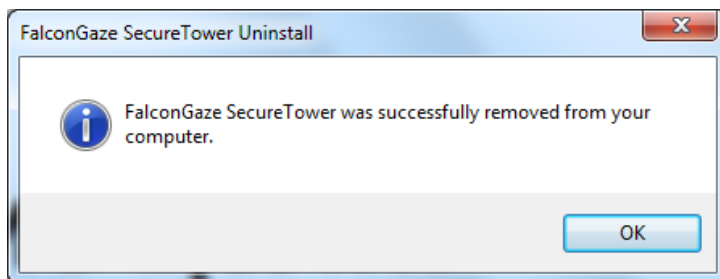 FalconGaze SecureTower Uninstall
FalconGaze SecureTower was successfully removed from your
computer.
OK